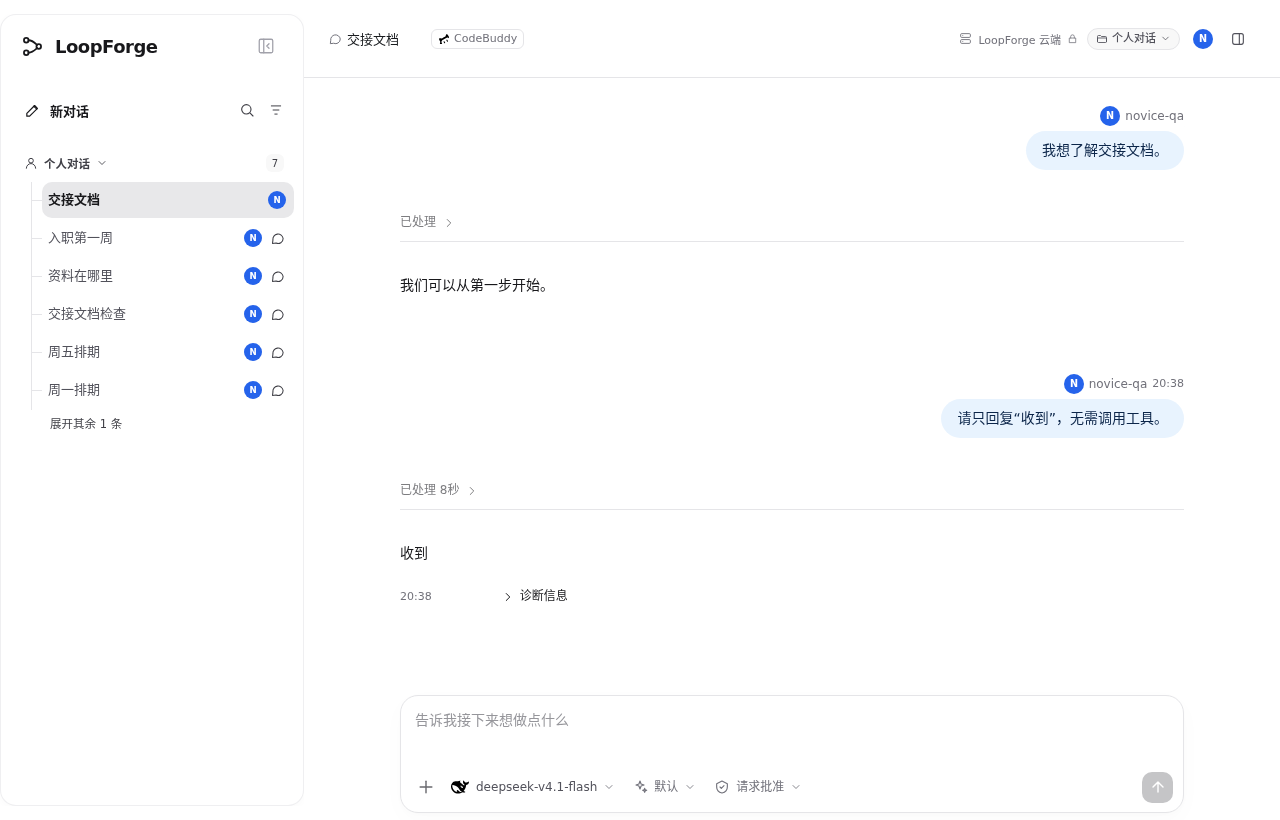 LoopForge
新对话
个人对话 7
交接文档 N
入职第一周 N
资料在哪里 N
交接文档检查 N
周五排期 N
周一排期 N
展开其余 1 条
交接文档 CodeBuddy LoopForge 云端 个人对话 N
N novice-qa
我想了解交接文档。
已处理
我们可以从第一步开始。
N novice-qa 20:38
请只回复“收到”，无需调用工具。
已处理 8秒
收到
20:38 诊断信息
告诉我接下来想做点什么
deepseek-v4.1-flash 默认 请求批准